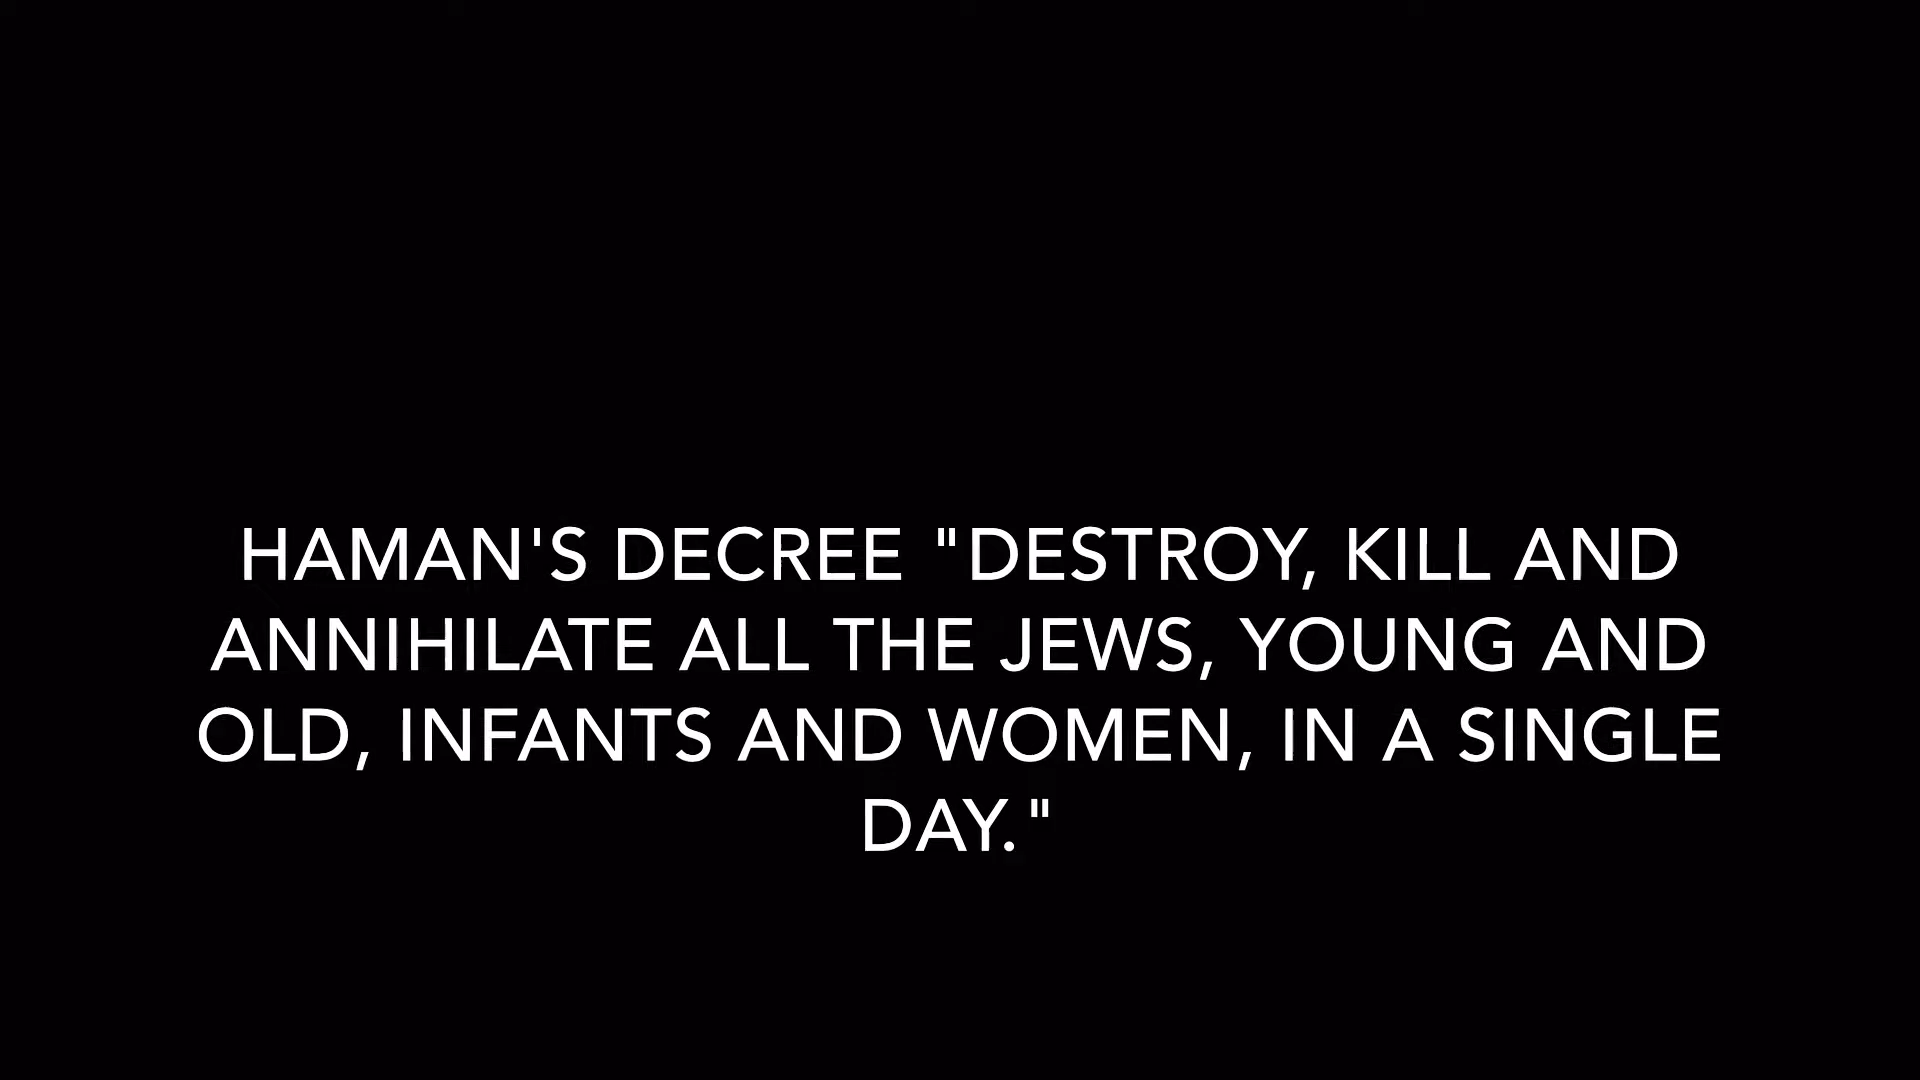 HAMAN'S DECREE "DESTROY, KILL AND
ANNIHILATE ALL THE JEWS, YOUNG AND
OLD, INFANTS AND WOMEN, IN A SINGLE
DAY."